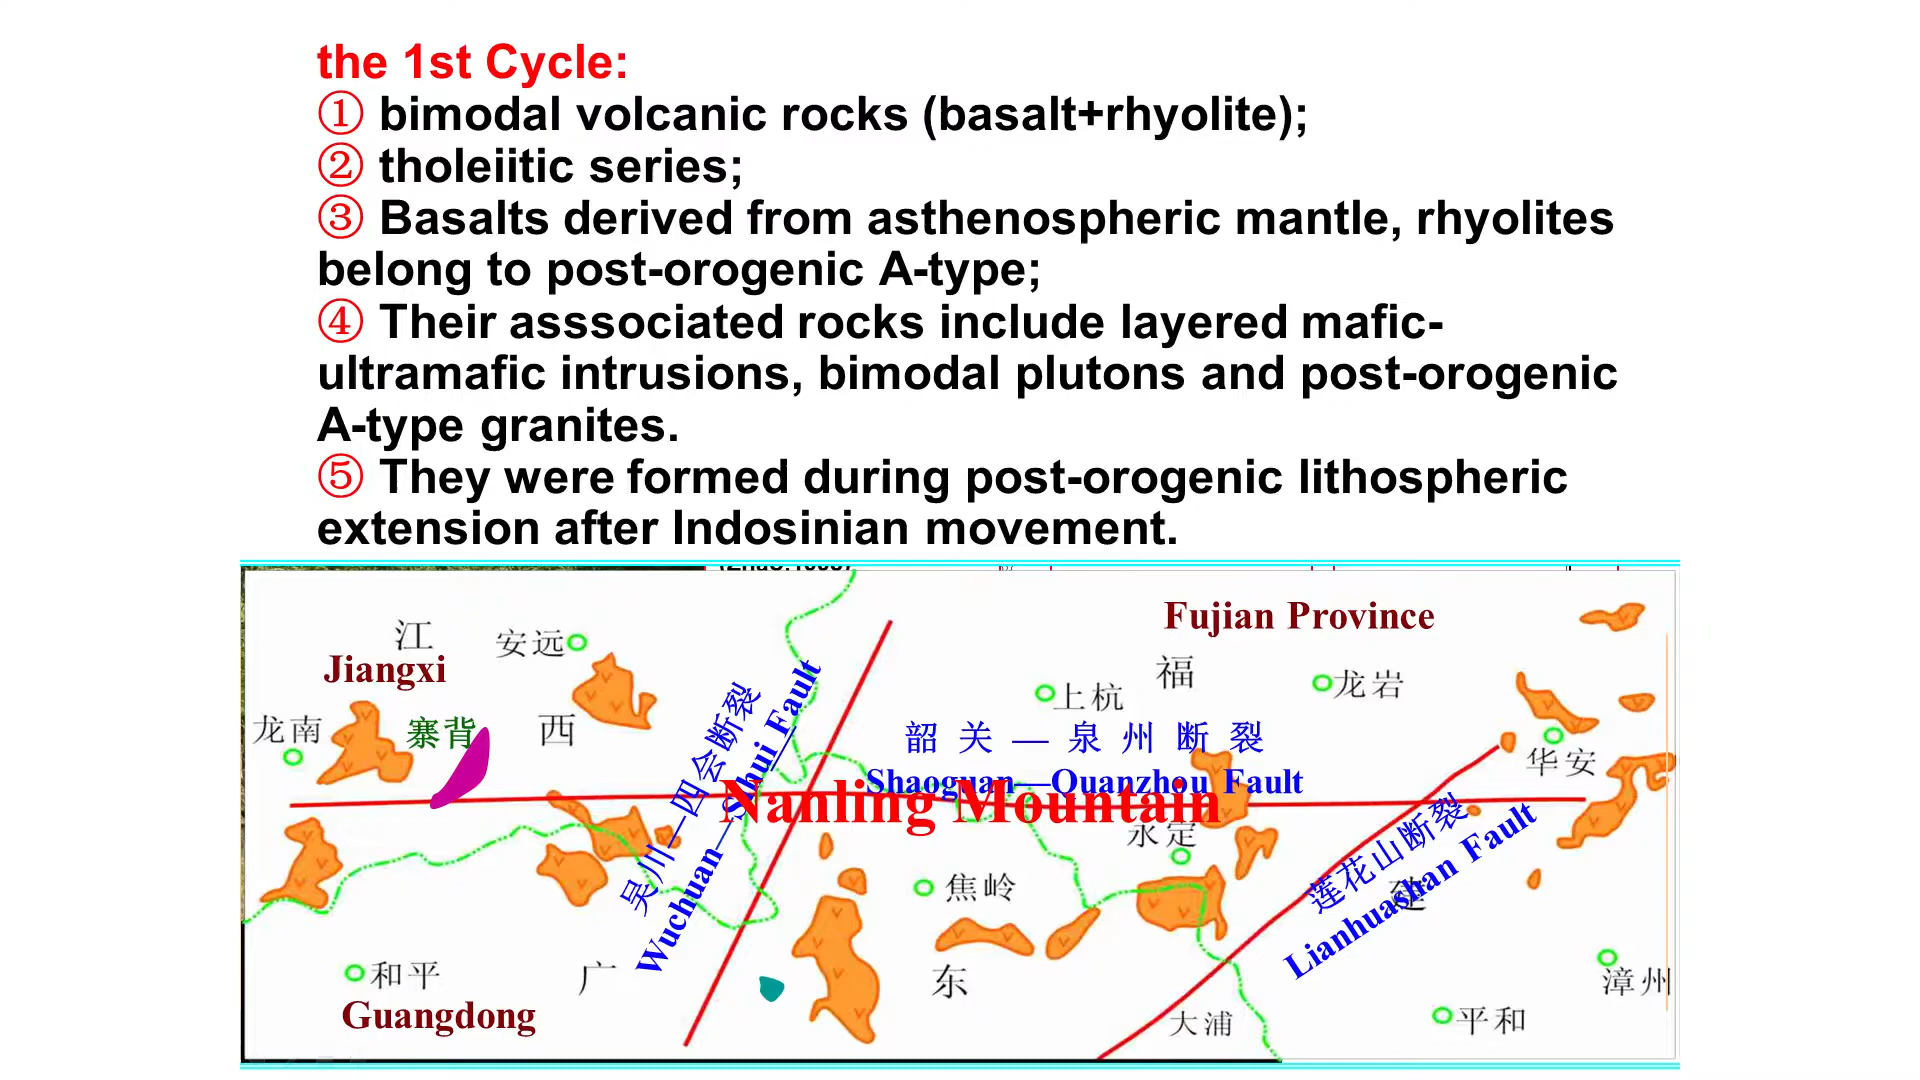 the 1st Cycle:
① bimodal volcanic rocks (basalt+rhyolite);
② tholeiitic series;
③ Basalts derived from asthenospheric mantle, rhyolites
belong to post-orogenic A-type;
④ Their asssociated rocks include layered mafic-
ultramafic intrusions, bimodal plutons and post-orogenic
A-type granites.
⑤ They were formed during post-orogenic lithospheric
extension after Indosinian movement.
Fujian Province
江
安远
Jiangxi
福
上杭
龙岩
龙南
寨背
西
韶关—泉州断裂
Shaoguan—Quanzhou Fault
华安
吴川—四会断裂
Wuchuan—Sihui Fault
Nanling Mountain
永定
莲花山断裂
Lianhuashan Fault
建
焦岭
和平
广
东
漳州
Guangdong
大浦
平和